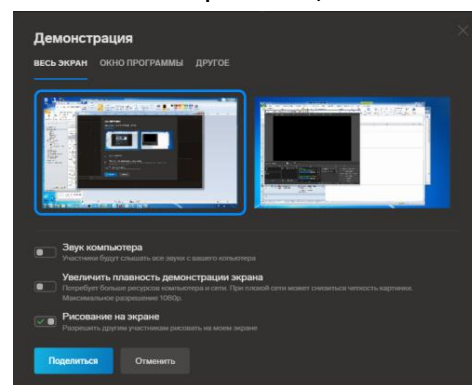 Демонстрация
ВЕСЬ ЭКРАН ОКНО ПРОГРАММЫ ДРУГОЕ
Звук компьютера
Участники будут слышать все звуки с вашего компьютера
Увеличить плавность демонстрации экрана
Потребует больше ресурсов компьютера и сети. При плохой сети может снизиться четкость картинки.
Максимальное разрешение 1080p.
Рисование на экране
Разрешить другим участникам рисовать на моем экране
Поделиться Отменить